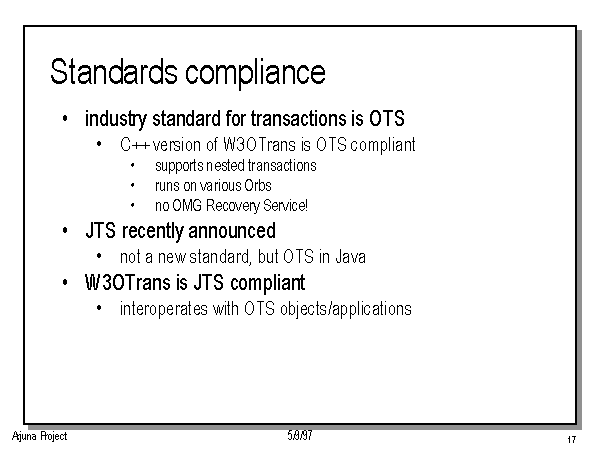 Standards compliance
• industry standard for transactions is OTS
• C++ version of W3OTrans is OTS compliant
• supports nested transactions
• runs on various Orbs
• no OMG Recovery Service!
• JTS recently announced
• not a new standard, but OTS in Java
• W3OTrans is JTS compliant
• interoperates with OTS objects/applications
Arjuna Project 5/9/97 17